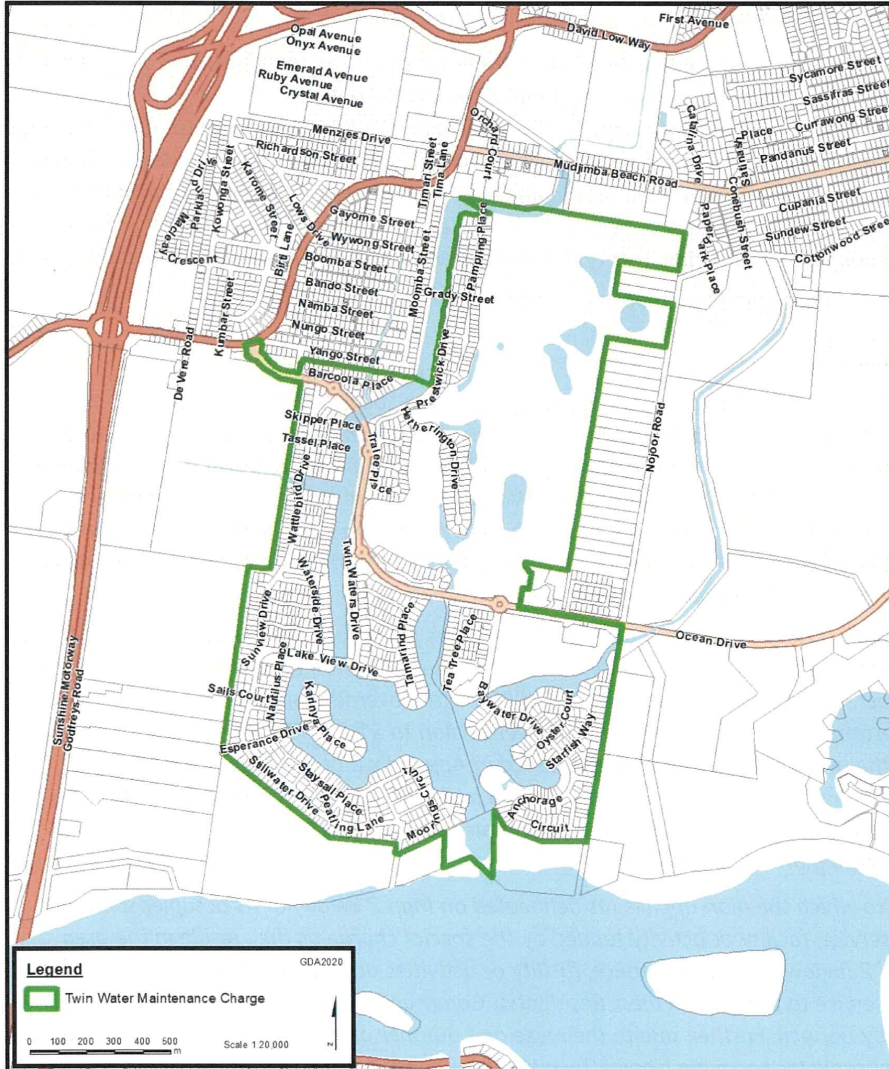 First Avenue
Opal Avenue
Onyx Avenue
David Low Way
Emerald Avenue
Ruby Avenue
Crystal Avenue
Sycamore Street
Sassifras Street
Currawong Street
Place
Pandanus Street
Catalina Drive
Orchard Court
Menzies Drive
Richardson Street
Timari Street
Tima Lane
Mudjimba Beach Road
Cupania Street
Sundew Street
Cottonwood Street
Conebush Street
Paperbark Place
Parkland Drive
Kowonga Street
Karome Street
Lows Drive
Macleay
Crescent
Birri Lane
Gayome Street
Wywong Street
Boomba Street
Bando Street
Namba Street
Nungo Street
Yango Street
Moomba Street
Pampling Place
Grady Street
Kumbar Street
De Vere Road
Barcoola Place
Prestwick Drive
Skipper Place
Tassel Place
Tralee Place
Hetherington Drive
Nojoor Road
Wattlebird Drive
Waterside Drive
Twin Waters Drive
Sunview Drive
Lake View Drive
Tamarind Place
Tea Tree Place
Ocean Drive
Sails Court
Nautilus Place
Kannys Place
Baywater Drive
Oyster Court
Starfish Way
Esperance Drive
Stillwater Drive
Staysail Place
Peatling Lane
Moorings Circuit
Anchorage
Circuit
Sunshine Motorway
Godfreys Road
Legend
GDA2020
Twin Water Maintenance Charge
0 100 200 300 400 500
m
Scale 1:20,000
N